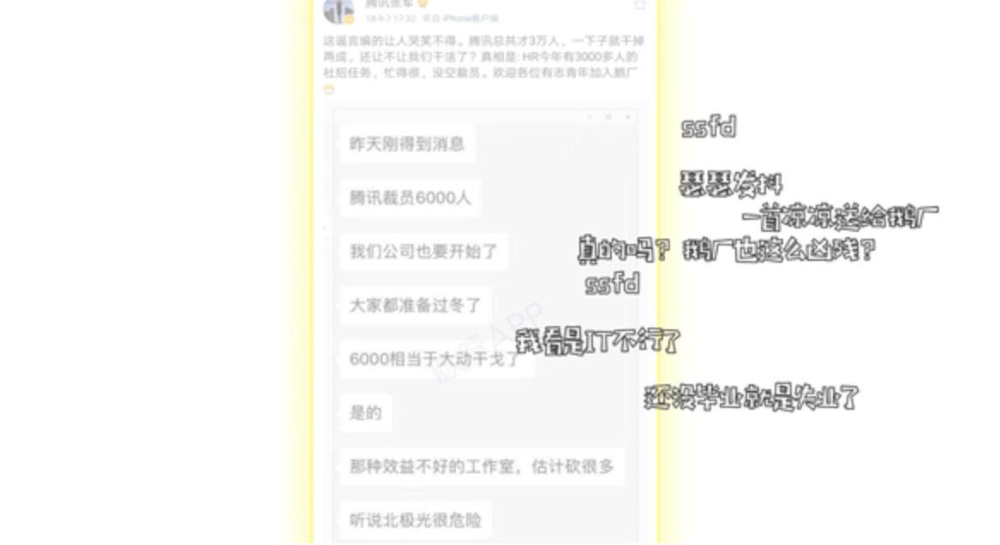 腾讯张军
18-9-7 17:32 来自 iPhone客户端
这谣言编的让人哭笑不得。腾讯总共才3万人，一下子就干掉
两成，还让不让我们干活了？真相是: HR今年有3000多人的
社招任务，忙得很，没空裁员。欢迎各位有志青年加入鹅厂
昨天刚得到消息
ssfd
瑟瑟发抖
腾讯裁员6000人
一首凉凉送给鹅厂
我们公司也要开始了
真的吗？鹅厂也这么凶残？
ssfd
大家都准备过冬了
我看是IT不行了
6000相当于大动干戈了
还没毕业就是失业了
是的
那种效益不好的工作室，估计砍很多
听说北极光很危险